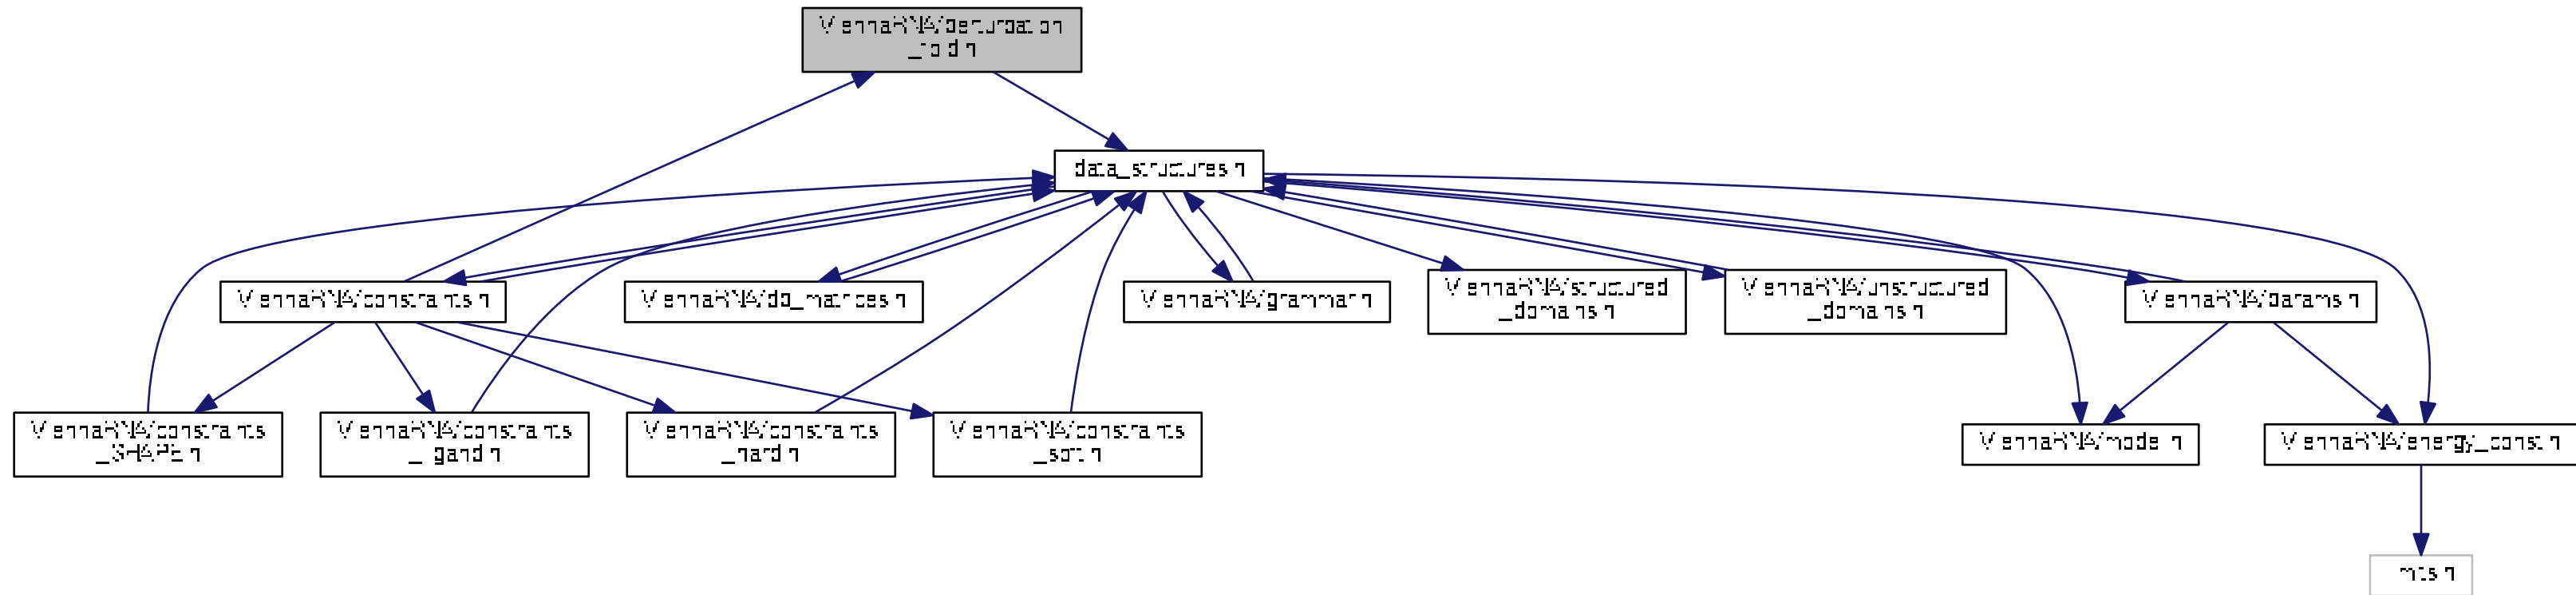 ViennaRNA/perturbation
_fold.h
data_structures.h
ViennaRNA/constraints.h
ViennaRNA/dp_matrices.h
ViennaRNA/grammar.h
ViennaRNA/structured
_domains.h
ViennaRNA/unstructured
_domains.h
ViennaRNA/params.h
ViennaRNA/constraints
_SHAPE.h
ViennaRNA/constraints
_ligand.h
ViennaRNA/constraints
_hard.h
ViennaRNA/constraints
_soft.h
ViennaRNA/model.h
ViennaRNA/energy_const.h
limits.h